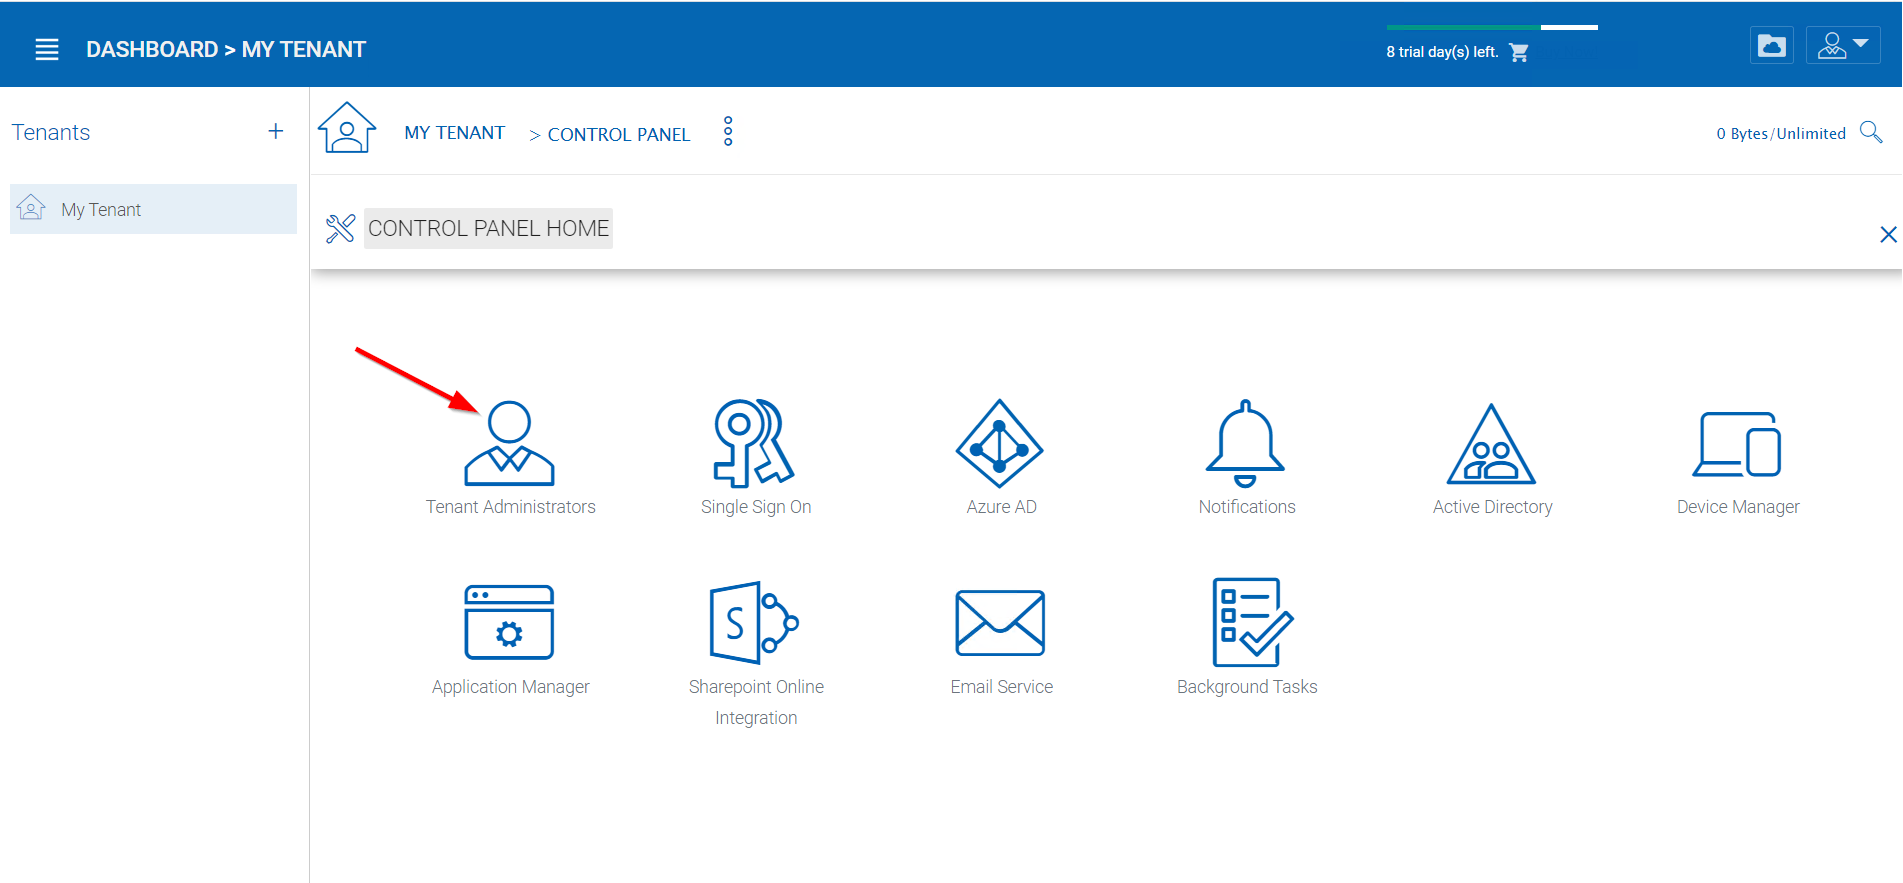 DASHBOARD > MY TENANT
8 trial day(s) left.
Tenants +
MY TENANT > CONTROL PANEL
0 Bytes/Unlimited
My Tenant
CONTROL PANEL HOME
Tenant Administrators
Single Sign On
Azure AD
Notifications
Active Directory
Device Manager
Application Manager
S
Sharepoint Online
Integration
Email Service
Background Tasks